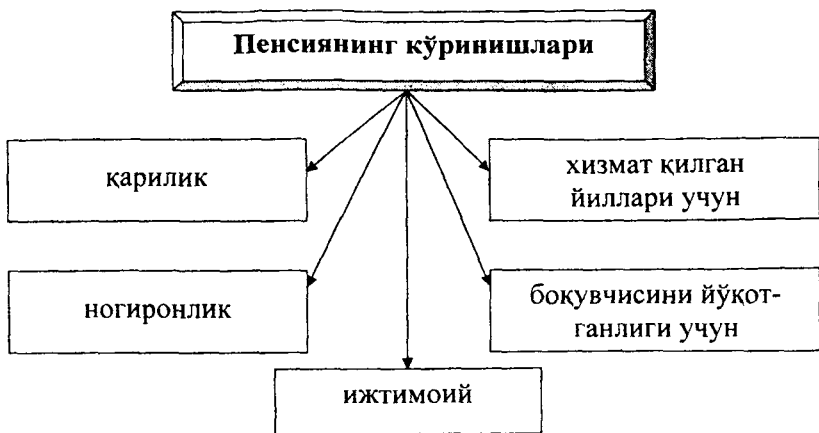 Пенсиянинг кўринишлари
қарилик
хизмат қилган
йиллари учун
ногиронлик
боқувчисини йўқот-
ганлиги учун
ижтимоий